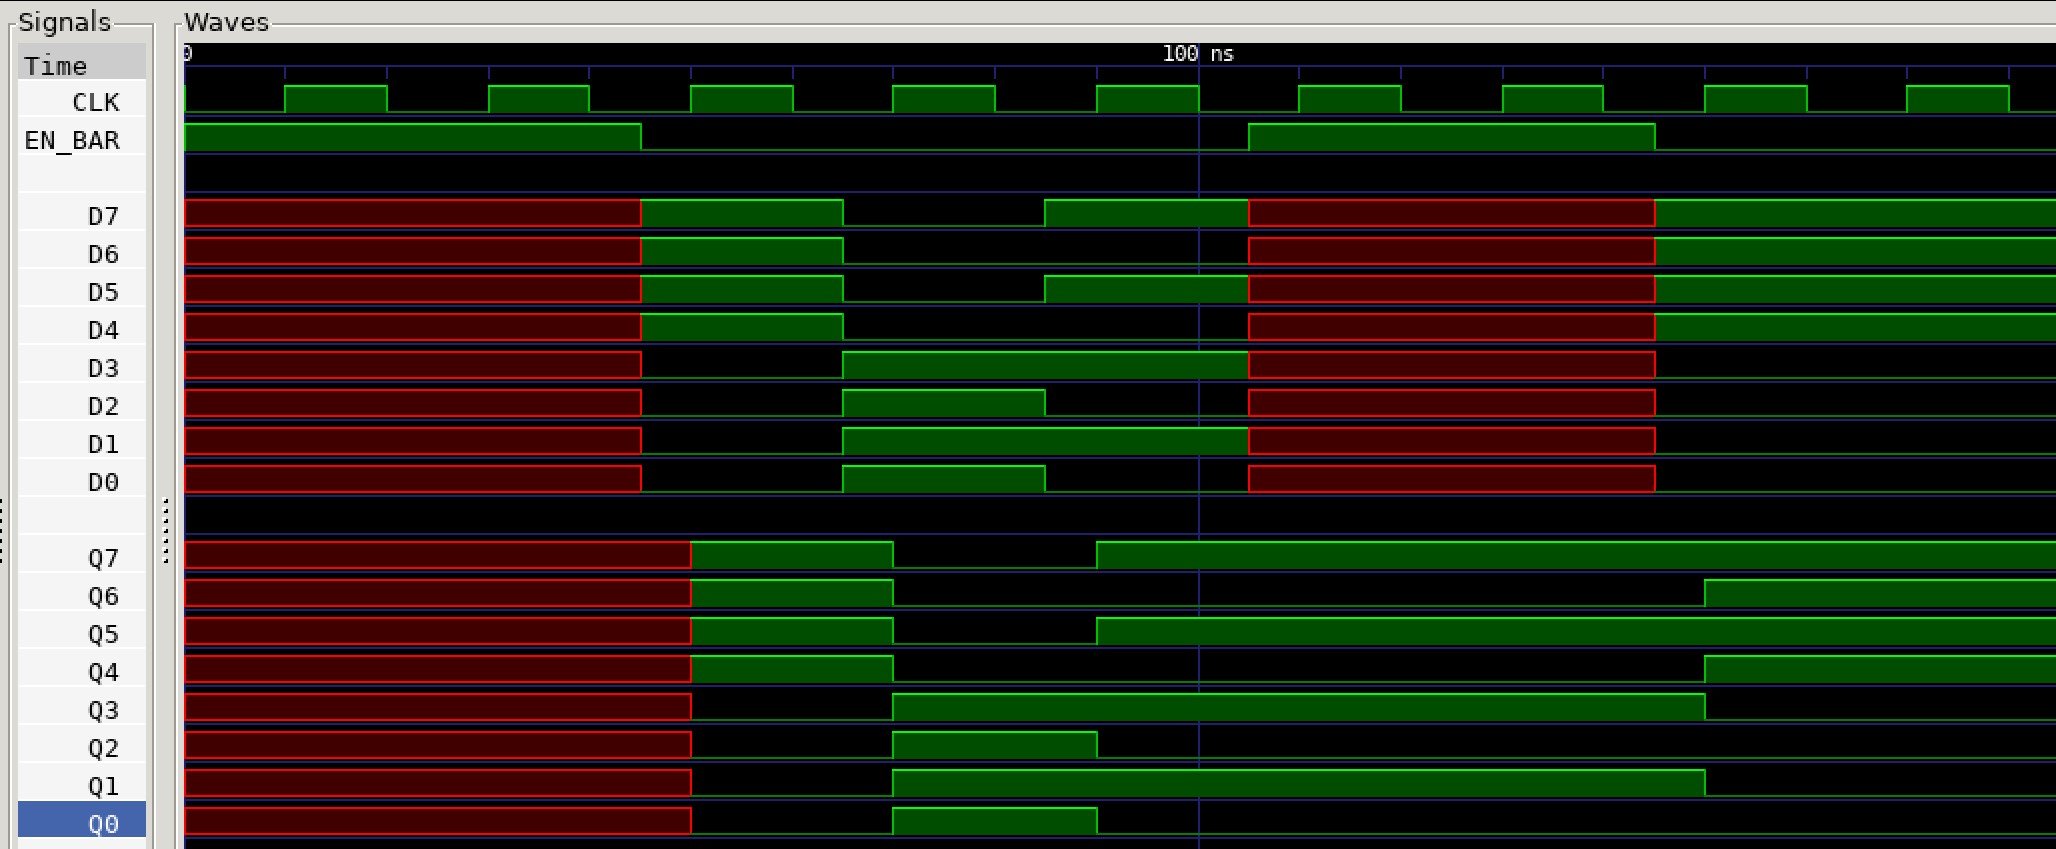 Signals
Waves
Time
0
100 ns
CLK
EN_BAR
D7
D6
D5
D4
D3
D2
D1
D0
Q7
Q6
Q5
Q4
Q3
Q2
Q1
Q0